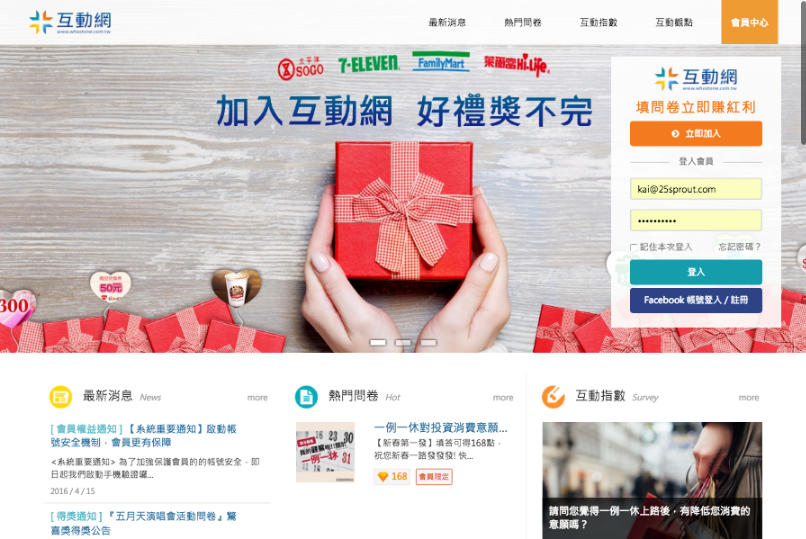 互動網
www.whostone.com.tw
最新消息
熱門問卷
互動指數
互動觀點
會員中心
太平洋
SOGO
7-ELEVEN
FamilyMart
萊爾富 Hi-Life
加入互動網 好禮獎不完
互動網
www.whostone.com.tw
填問卷立即賺紅利
立即加入
登入會員
kai@25sprout.com
記住本次登入
忘記密碼？
登入
Facebook 帳號登入 / 註冊
300
50元
最新消息 News more
[ 會員權益通知 ] 【系統重要通知】啟動帳
號安全機制，會員更有保障
<系統重要通知> 為了加強保護會員的的帳號安全，即
日起我們啟動手機驗證囉...
2016 / 4 / 15
[ 得獎通知 ] 『五月天演唱會活動問卷』驚
喜獎得獎公告
熱門問卷 Hot more
一例一休
一例一休對投資消費意願...
【新春第一發】填答可得168點，
祝您新春一路發發發! 快...
168
會員限定
互動指數 Survey more
請問您覺得一例一休上路後，有降低您消費的
意願嗎？